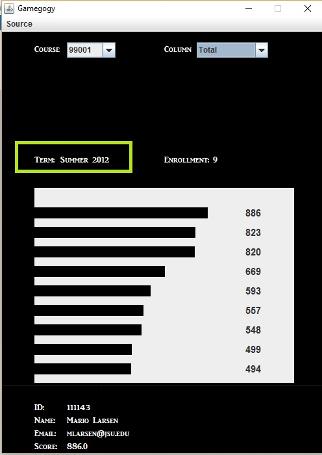 Gamegogy
Source
Course 99001 Column Total
Term: Summer 2012 Enrollment: 9
886
823
820
669
593
557
548
499
494
ID: 111143
Name: Mario Larsen
Email: mlarsen@jsu.edu
Score: 886.0